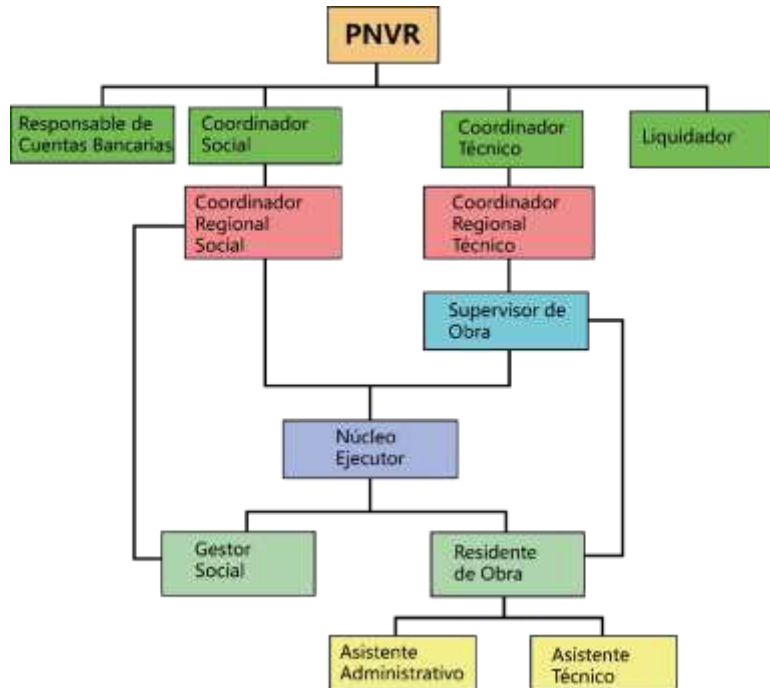 PNVR
Responsable de
Cuentas Bancarias
Coordinador
Social
Coordinador
Técnico
Liquidador
Coordinador
Regional
Social
Coordinador
Regional
Técnico
Supervisor de
Obra
Núcleo
Ejecutor
Gestor
Social
Residente
de Obra
Asistente
Administrativo
Asistente
Técnico